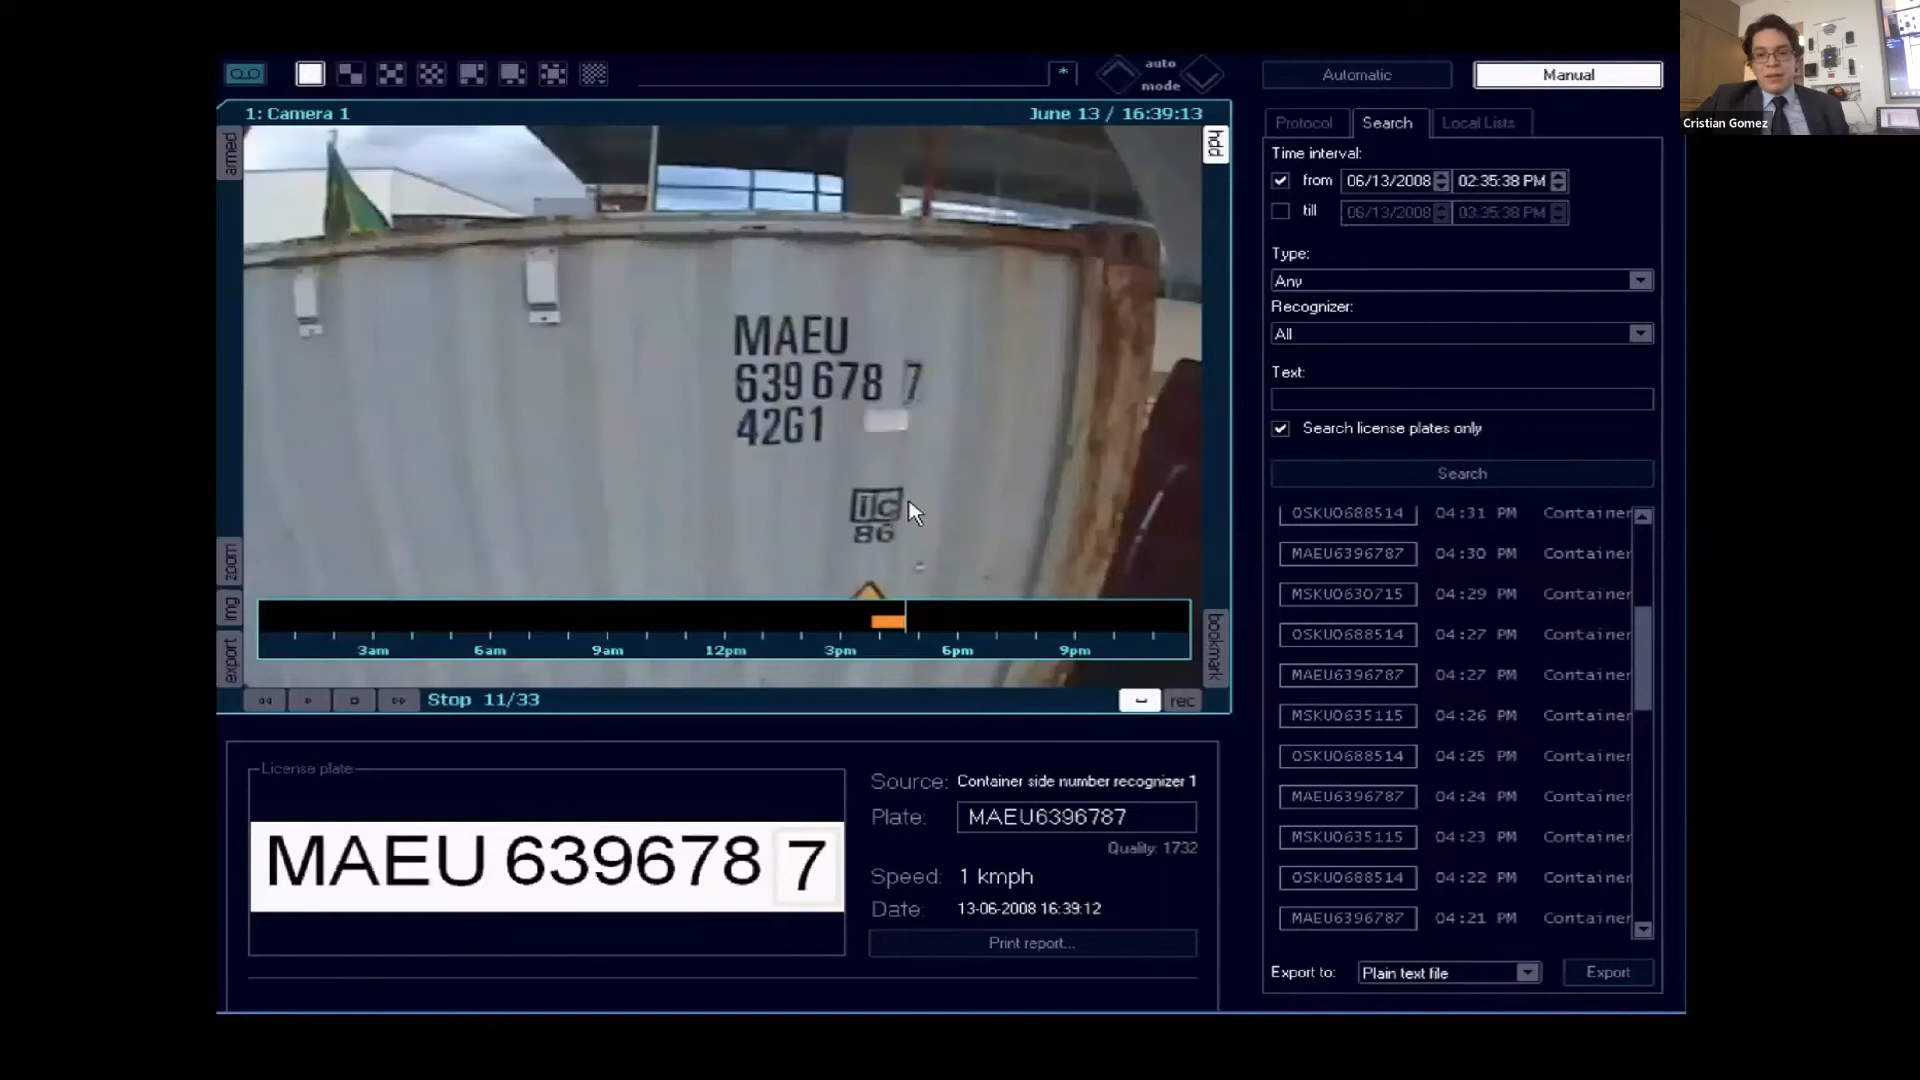 auto
mode
*
Automatic
Manual
Cristian Gomez
1: Camera 1
June 13 / 16:39:13
armed
hdd
Protocol
Search
Local Lists
Time interval:
from 06/13/2008 02:35:38 PM
till 06/13/2008 03:35:38 PM
Type:
Any
Recognizer:
All
Text:
Search license plates only
Search
MAEU
639 678 7
42G1
ic
86
zoom
img
export
bookmark
3am 6am 9am 12pm 3pm 6pm 9pm
Stop 11/33
rec
OSKU0688514 04:31 PM Container
MAEU6396787 04:30 PM Container
MSKU0630715 04:29 PM Container
OSKU0688514 04:27 PM Container
MAEU6396787 04:27 PM Container
MSKU0635115 04:26 PM Container
OSKU0688514 04:25 PM Container
MAEU6396787 04:24 PM Container
MSKU0635115 04:23 PM Container
OSKU0688514 04:22 PM Container
MAEU6396787 04:21 PM Container
Export to: Plain text file Export
License plate
MAEU 639678 7
Source: Container side number recognizer 1
Plate: MAEU6396787
Quality: 1732
Speed: 1 kmph
Date: 13-06-2008 16:39:12
Print report...